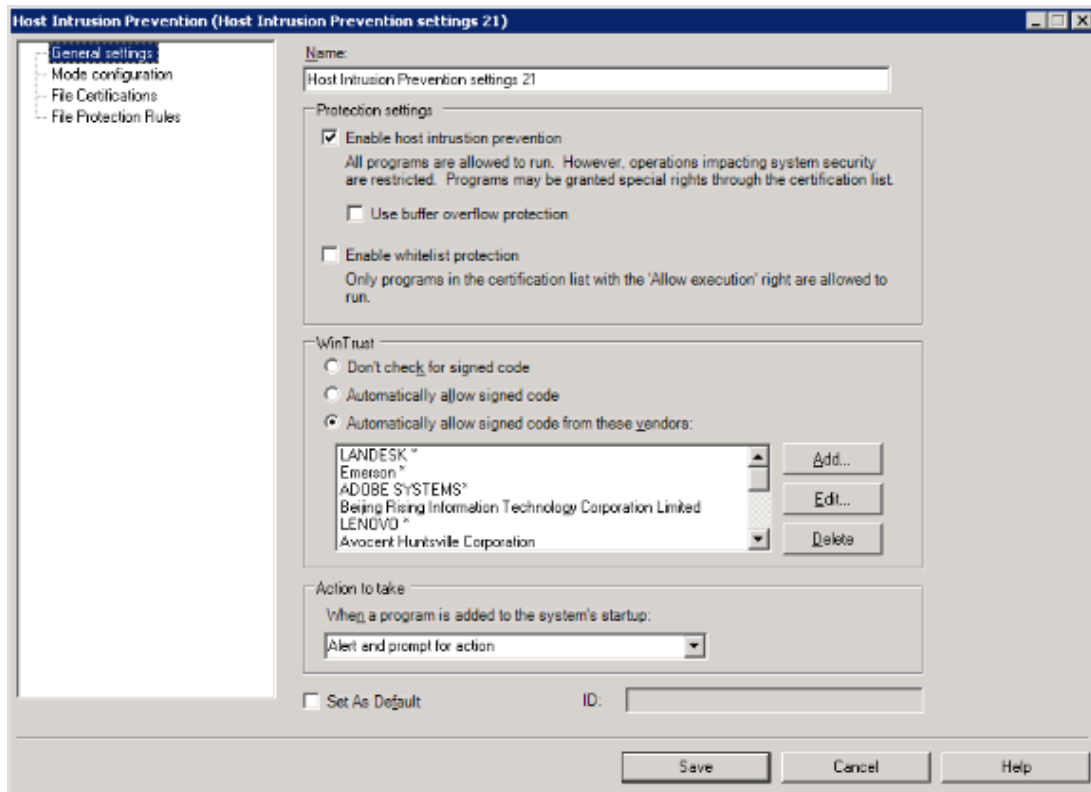 Host Intrusion Prevention (Host Intrusion Prevention settings 21)
General settings
Mode configuration
File Certifications
File Protection Rules
Name:
Host Intrusion Prevention settings 21
Protection settings
Enable host intrustion prevention
All programs are allowed to run. However, operations impacting system security
are restricted. Programs may be granted special rights through the certification list.
Use buffer overflow protection
Enable whitelist protection
Only programs in the certification list with the 'Allow execution' right are allowed to
run.
WinTrust
Don't check for signed code
Automatically allow signed code
Automatically allow signed code from these vendors:
LANDESK *
Emerson *
ADOBE SYSTEMS*
Beijing Rising Information Technology Corporation Limited
LENOVO *
Avocent Huntsville Corporation
Add...
Edit...
Delete
Action to take
When a program is added to the system's startup:
Alert and prompt for action
Set As Default
ID:
Save
Cancel
Help